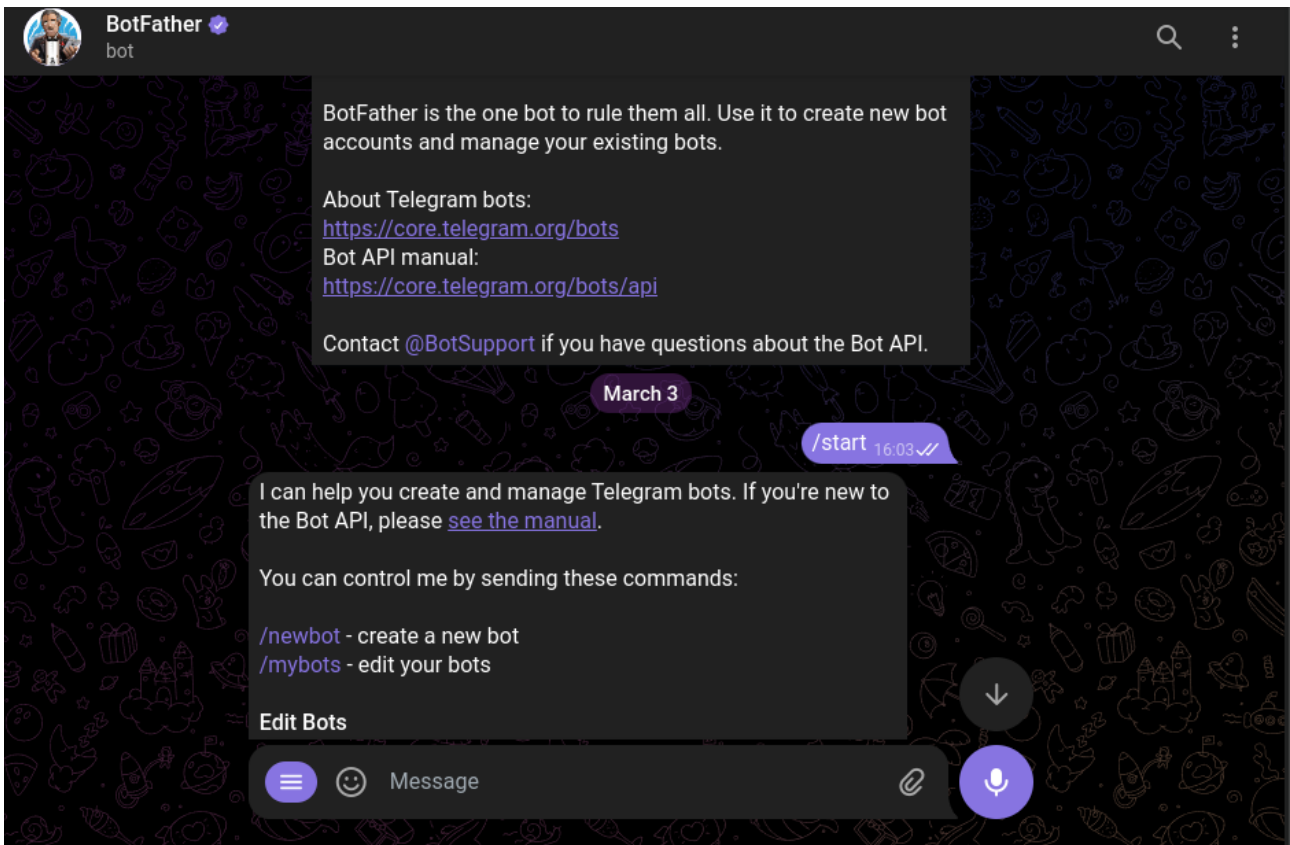 BotFather
bot
BotFather is the one bot to rule them all. Use it to create new bot
accounts and manage your existing bots.
About Telegram bots:
https://core.telegram.org/bots
Bot API manual:
https://core.telegram.org/bots/api
Contact @BotSupport if you have questions about the Bot API.
March 3
/start 16:03
I can help you create and manage Telegram bots. If you're new to
the Bot API, please see the manual.
You can control me by sending these commands:
/newbot - create a new bot
/mybots - edit your bots
Edit Bots
Message